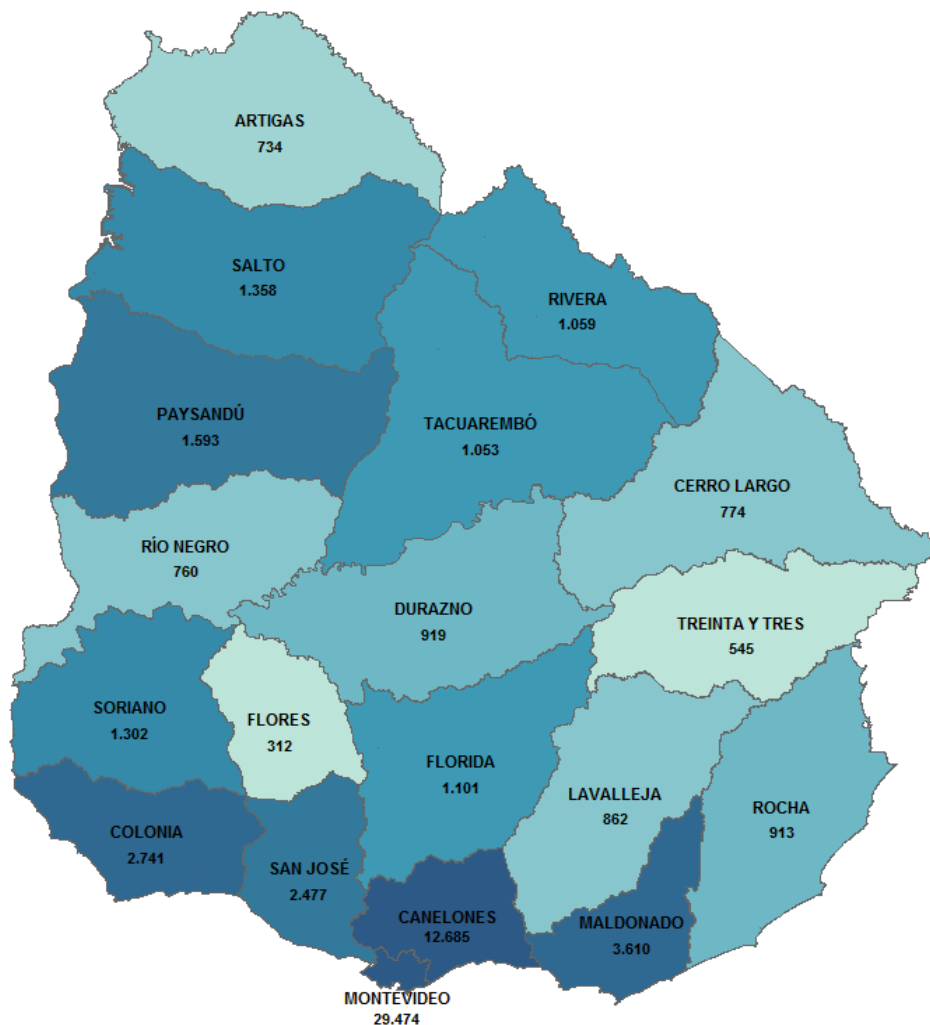 ARTIGAS
734
SALTO
1.358
RIVERA
1.059
PAYSANDÚ
1.593
TACUAREMBÓ
1.053
CERRO LARGO
774
RÍO NEGRO
760
DURAZNO
919
TREINTA Y TRES
545
SORIANO
1.302
FLORES
312
FLORIDA
1.101
LAVALLEJA
862
ROCHA
913
COLONIA
2.741
SAN JOSÉ
2.477
CANELONES
12.685
MALDONADO
3.610
MONTEVIDEO
29.474